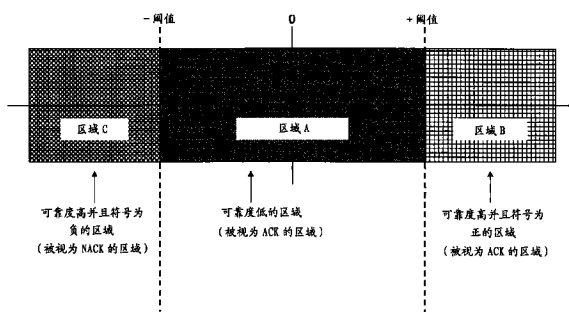 -阈值
0
+阈值
区域C
区域A
区域B
可靠度高并且符号为
负的区域
(被视为 NACK 的区域)
可靠度低的区域
(被视为 ACK 的区域)
可靠度高并且符号为
正的区域
(被视为 ACK 的区域)